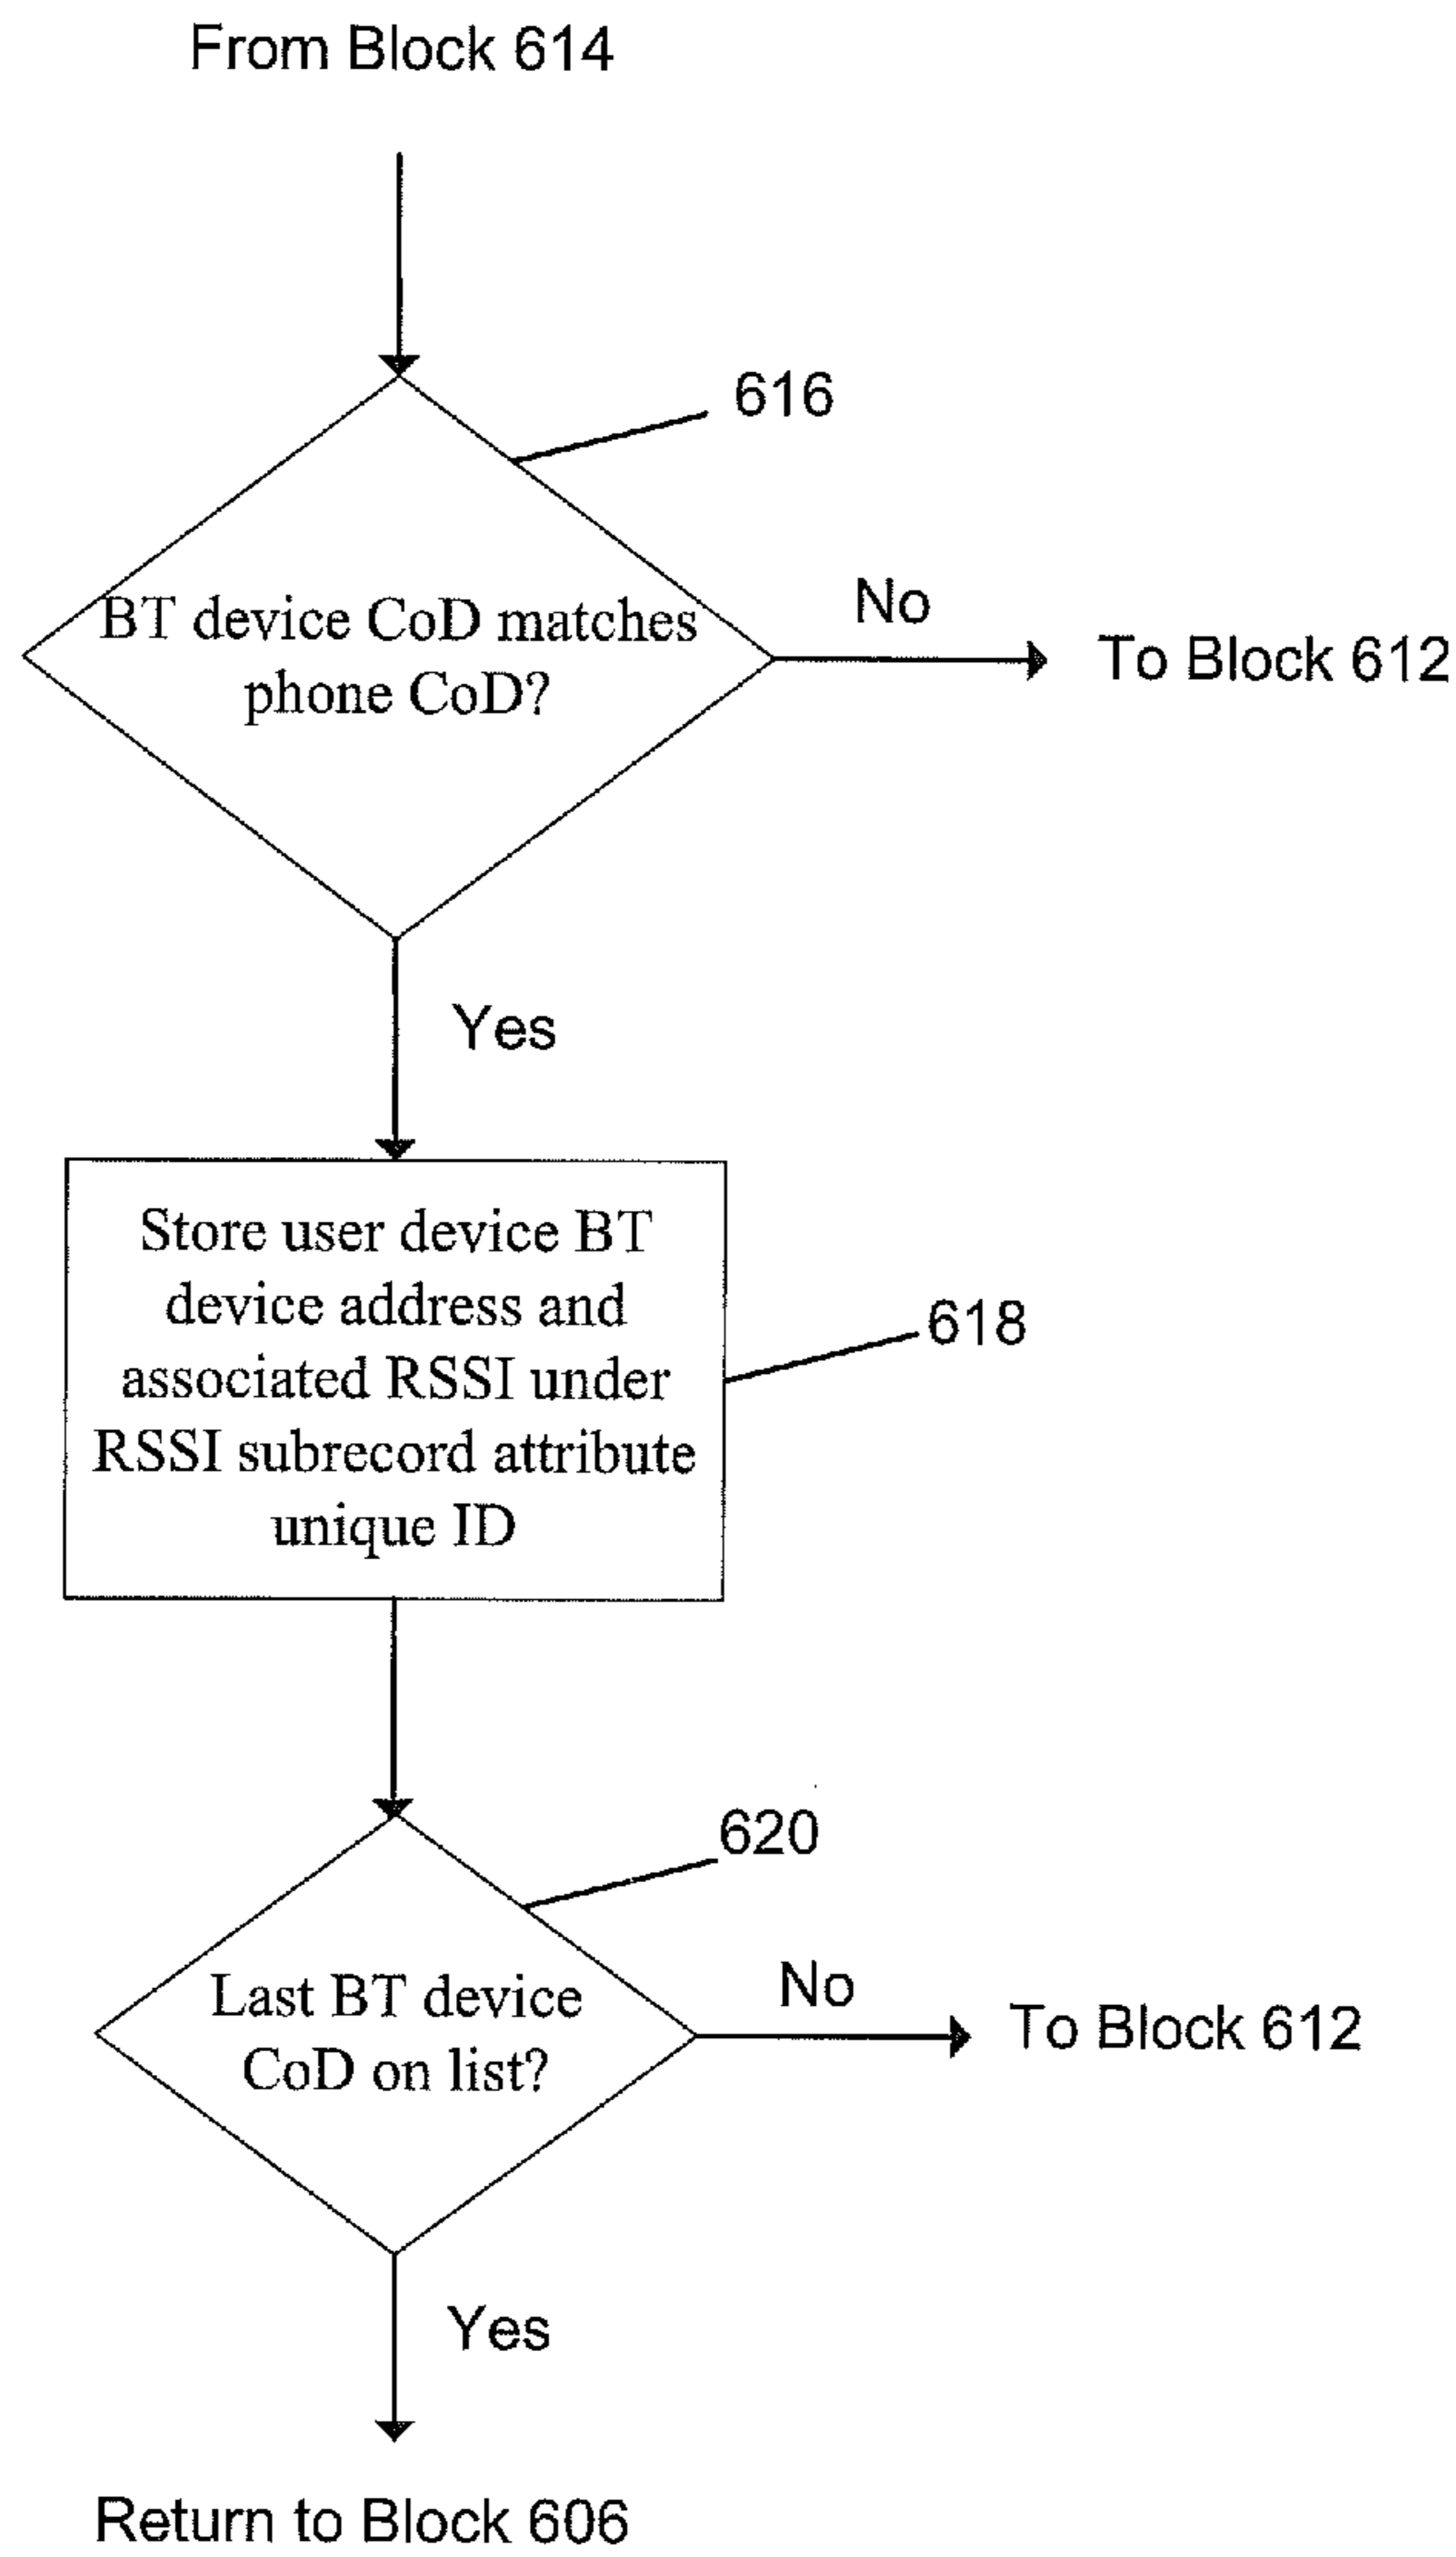 From Block 614
616
BT device CoD matches
phone CoD?
No
To Block 612
Yes
Store user device BT
device address and
associated RSSI under
RSSI subrecord attribute
unique ID
618
620
Last BT device
CoD on list?
No
To Block 612
Yes
Return to Block 606